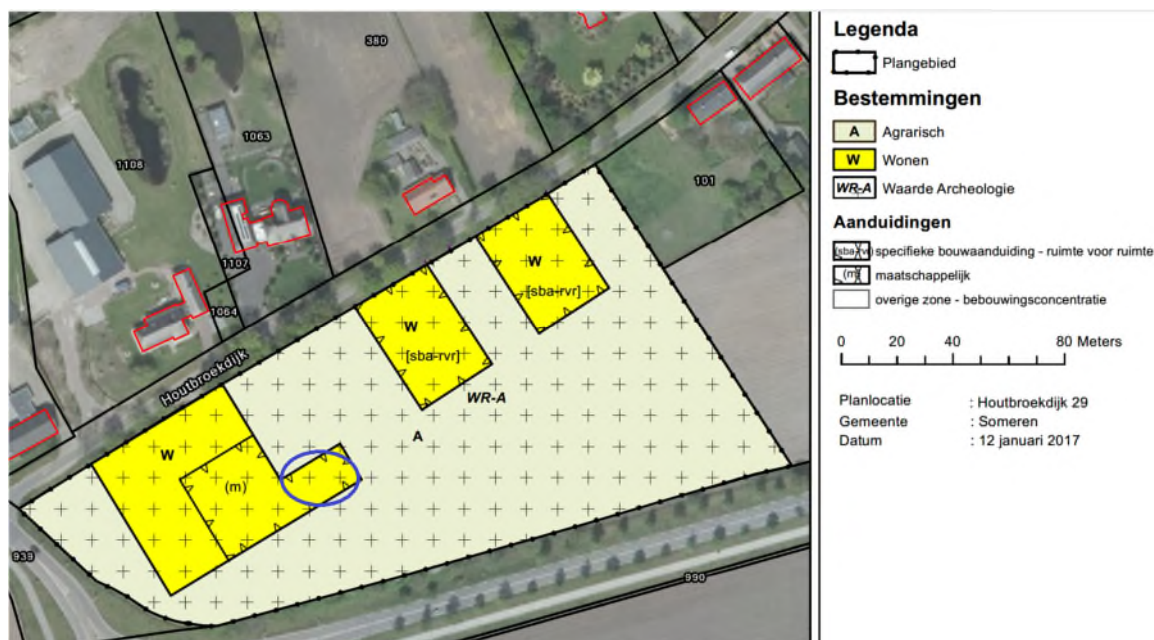 380
1063
1108
1107
1064
101
Houtbroekdijk
W
[sba-rvr]
W
[sba-rvr]
WR-A
A
W
(m)
939
990
Legenda
Plangebied
Bestemmingen
A Agrarisch
W Wonen
WR-A Waarde Archeologie
Aanduidingen
(sba-rvr) specifieke bouwaanduiding - ruimte voor ruimte
(m) maatschappelijk
overige zone - bebouwingsconcentratie
0 20 40 80 Meters
Planlocatie : Houtbroekdijk 29
Gemeente : Someren
Datum : 12 januari 2017